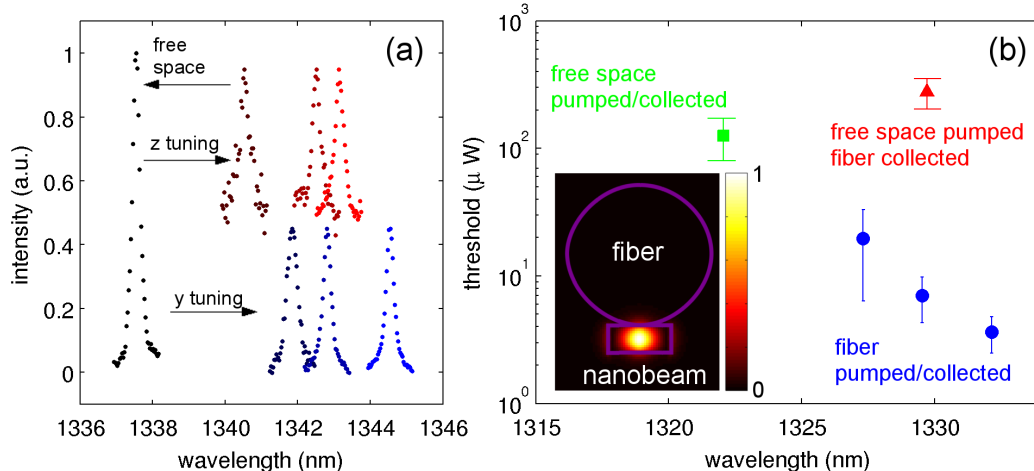 (a)
free
space
z tuning
y tuning
intensity (a.u.)
1
0.8
0.6
0.4
0.2
0
1336 1338 1340 1342 1344 1346
wavelength (nm)
(b)
free space
pumped/collected
free space pumped
fiber collected
fiber
pumped/collected
threshold (μ W)
10³
10²
10¹
10⁰
1
0
fiber
nanobeam
1315 1320 1325 1330
wavelength (nm)